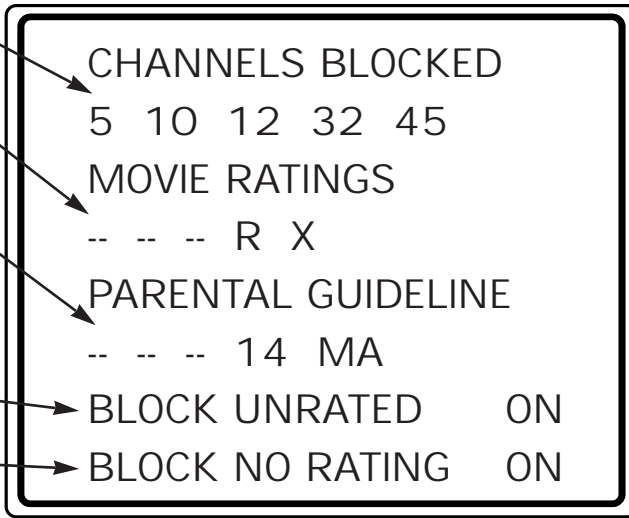 CHANNELS BLOCKED
5 10 12 32 45
MOVIE RATINGS
-- -- -- R X
PARENTAL GUIDELINE
-- -- -- 14 MA
BLOCK UNRATED ON
BLOCK NO RATING ON